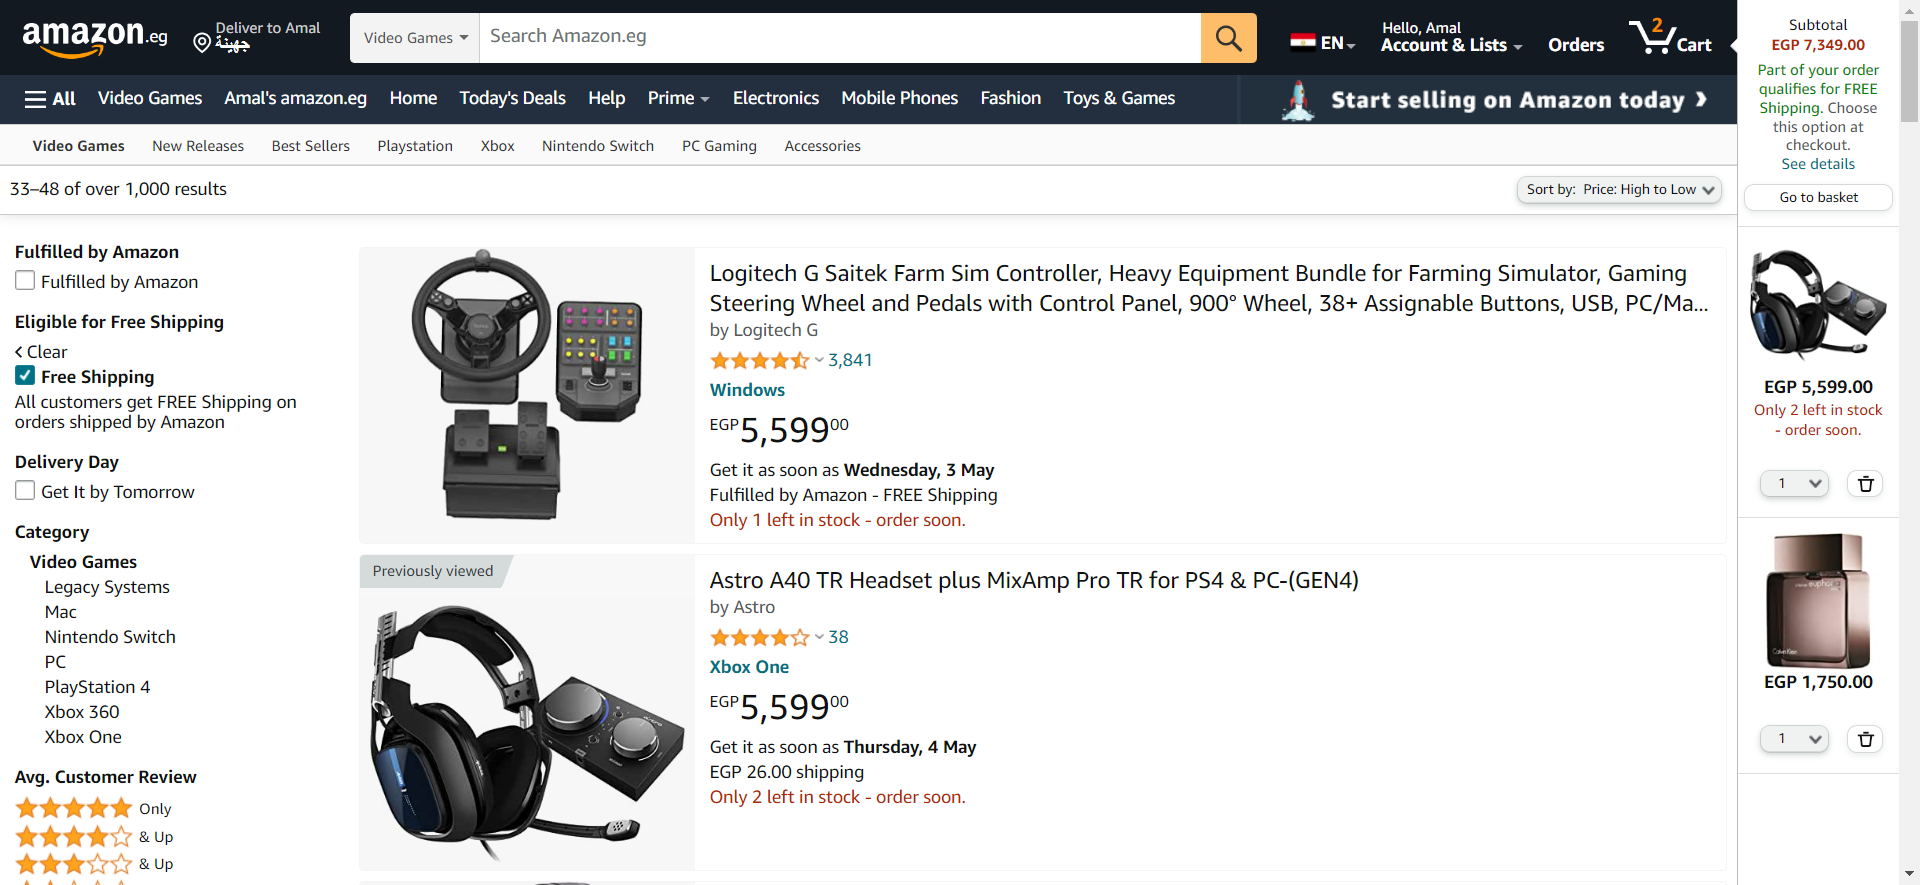 amazon.eg
Deliver to Amal
جهينة
Video Games
Search Amazon.eg
EN
Hello, Amal
Account & Lists
Orders
2
Cart
All
Video Games
Amal's amazon.eg
Home
Today's Deals
Help
Prime
Electronics
Mobile Phones
Fashion
Toys & Games
Start selling on Amazon today ❯
Video Games
New Releases
Best Sellers
Playstation
Xbox
Nintendo Switch
PC Gaming
Accessories
33–48 of over 1,000 results
Sort by: Price: High to Low
Fulfilled by Amazon
Fulfilled by Amazon
Eligible for Free Shipping
Clear
Free Shipping
All customers get FREE Shipping on
orders shipped by Amazon
Delivery Day
Get It by Tomorrow
Category
Video Games
Legacy Systems
Mac
Nintendo Switch
PC
PlayStation 4
Xbox 360
Xbox One
Avg. Customer Review
Only
& Up
& Up
Logitech G Saitek Farm Sim Controller, Heavy Equipment Bundle for Farming Simulator, Gaming
Steering Wheel and Pedals with Control Panel, 900° Wheel, 38+ Assignable Buttons, USB, PC/Ma...
by Logitech G
3,841
Windows
EGP5,59900
Get it as soon as Wednesday, 3 May
Fulfilled by Amazon - FREE Shipping
Only 1 left in stock - order soon.
Previously viewed
Astro A40 TR Headset plus MixAmp Pro TR for PS4 & PC-(GEN4)
by Astro
38
Xbox One
EGP5,59900
Get it as soon as Thursday, 4 May
EGP 26.00 shipping
Only 2 left in stock - order soon.
Subtotal
EGP 7,349.00
Part of your order
qualifies for FREE
Shipping. Choose
this option at
checkout.
See details
Go to basket
EGP 5,599.00
Only 2 left in stock
- order soon.
1
euphoria
Calvin Klein
EGP 1,750.00
1